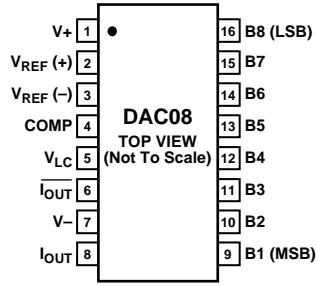 V+ 1
VREF (+) 2
VREF (–) 3
COMP 4
VLC 5
IOUT 6
V– 7
IOUT 8
DAC08
TOP VIEW
(Not To Scale)
16 B8 (LSB)
15 B7
14 B6
13 B5
12 B4
11 B3
10 B2
9 B1 (MSB)